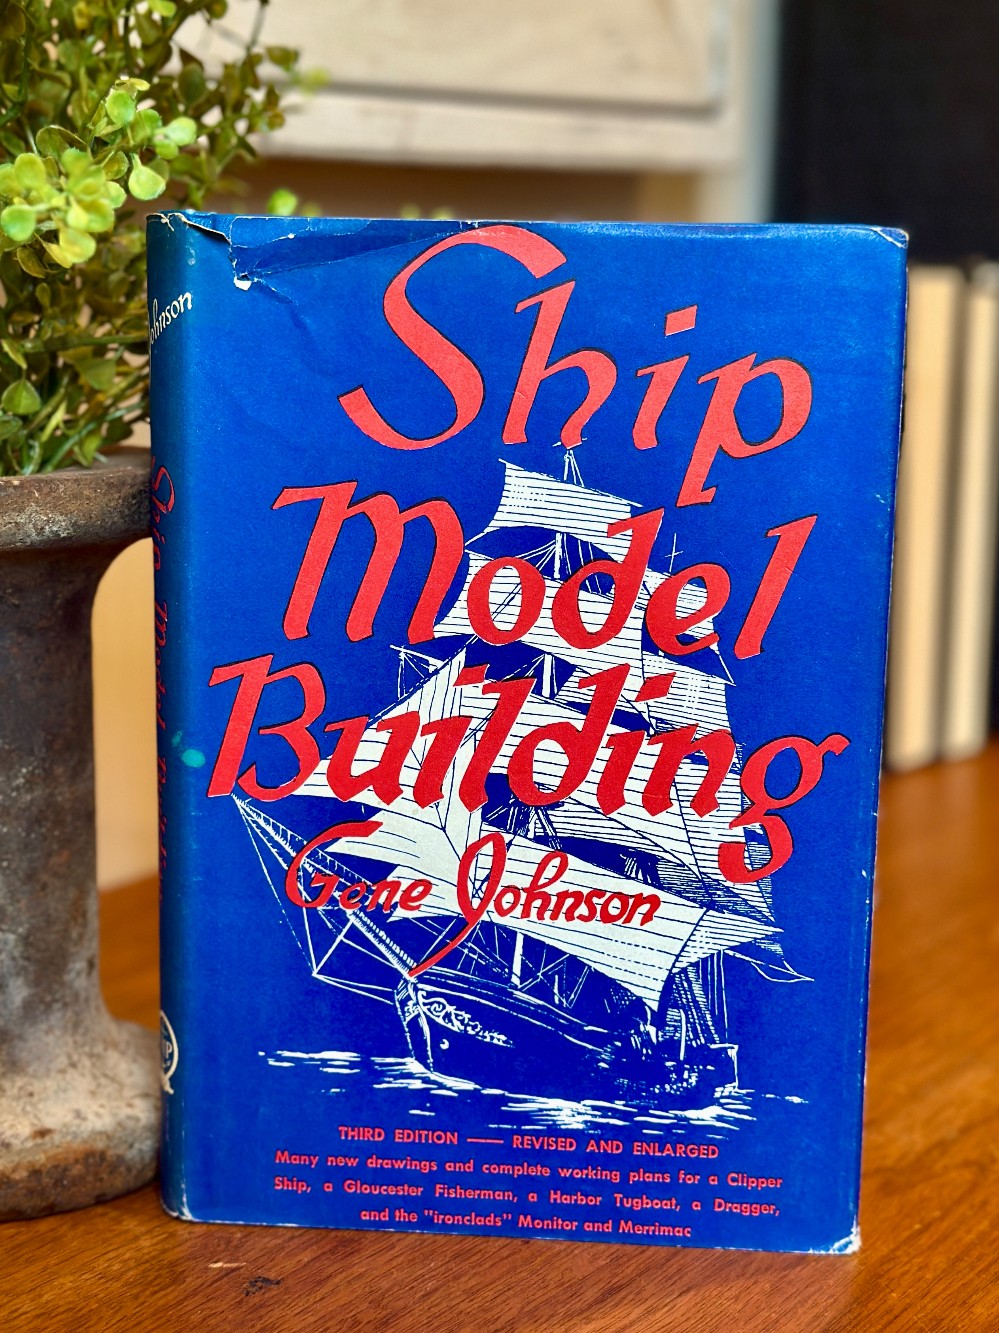 Ship
Model
Building
Gene Johnson
THIRD EDITION — REVISED AND ENLARGED
Many new drawings and complete working plans for a Clipper
Ship, a Gloucester Fisherman, a Harbor Tugboat, a Dragger,
and the "ironclads" Monitor and Merrimac
Johnson
Ship Model Building